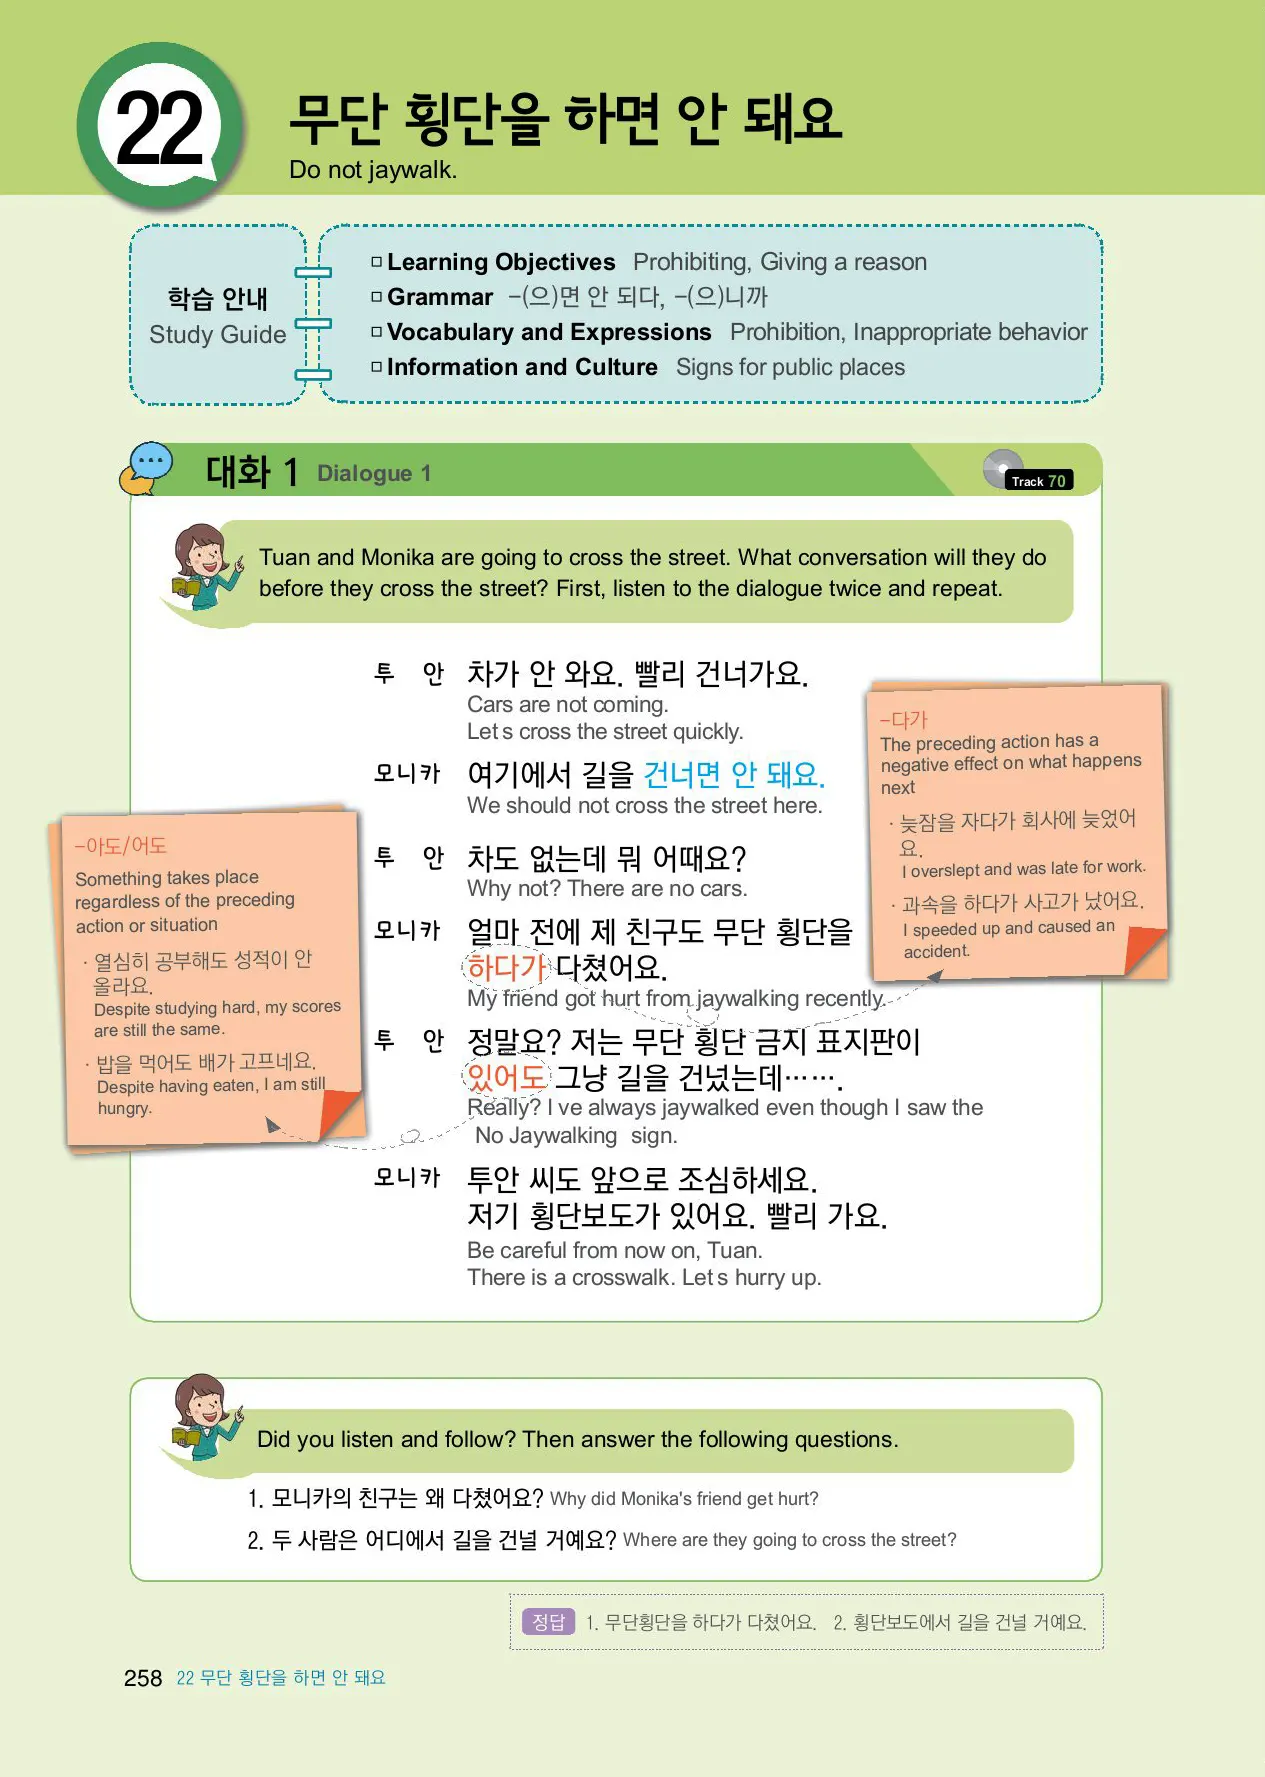 22
무단 횡단을 하면 안 돼요
Do not jaywalk.
학습 안내
Study Guide
□ Learning Objectives Prohibiting, Giving a reason
□ Grammar -(으)면 안 되다, -(으)니까
□ Vocabulary and Expressions Prohibition, Inappropriate behavior
□ Information and Culture Signs for public places
대화 1 Dialogue 1
Track 70
Tuan and Monika are going to cross the street. What conversation will they do
before they cross the street? First, listen to the dialogue twice and repeat.
투 안 차가 안 와요. 빨리 건너가요.
Cars are not coming.
Let s cross the street quickly.
모니카 여기에서 길을 건너면 안 돼요.
We should not cross the street here.
투 안 차도 없는데 뭐 어때요?
Why not? There are no cars.
모니카 얼마 전에 제 친구도 무단 횡단을
하다가 다쳤어요.
My friend got hurt from jaywalking recently.
투 안 정말요? 저는 무단 횡단 금지 표지판이
있어도 그냥 길을 건넜는데…….
Really? I ve always jaywalked even though I saw the
No Jaywalking sign.
모니카 투안 씨도 앞으로 조심하세요.
저기 횡단보도가 있어요. 빨리 가요.
Be careful from now on, Tuan.
There is a crosswalk. Let s hurry up.
-다가
The preceding action has a
negative effect on what happens
next
· 늦잠을 자다가 회사에 늦었어
요.
I overslept and was late for work.
· 과속을 하다가 사고가 났어요.
I speeded up and caused an
accident.
-아도/어도
Something takes place
regardless of the preceding
action or situation
· 열심히 공부해도 성적이 안
올라요.
Despite studying hard, my scores
are still the same.
· 밥을 먹어도 배가 고프네요.
Despite having eaten, I am still
hungry.
Did you listen and follow? Then answer the following questions.
1. 모니카의 친구는 왜 다쳤어요? Why did Monika's friend get hurt?
2. 두 사람은 어디에서 길을 건널 거예요? Where are they going to cross the street?
정답 1. 무단횡단을 하다가 다쳤어요. 2. 횡단보도에서 길을 건널 거예요.
258 22 무단 횡단을 하면 안 돼요